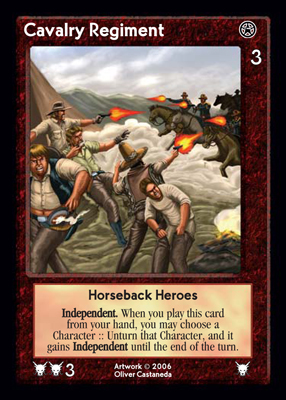 Cavalry Regiment
3
Horseback Heroes
Independent. When you play this card
from your hand, you may choose a
Character :: Unturn that Character, and it
gains Independent until the end of the turn.
3
Artwork © 2006
Oliver Castaneda